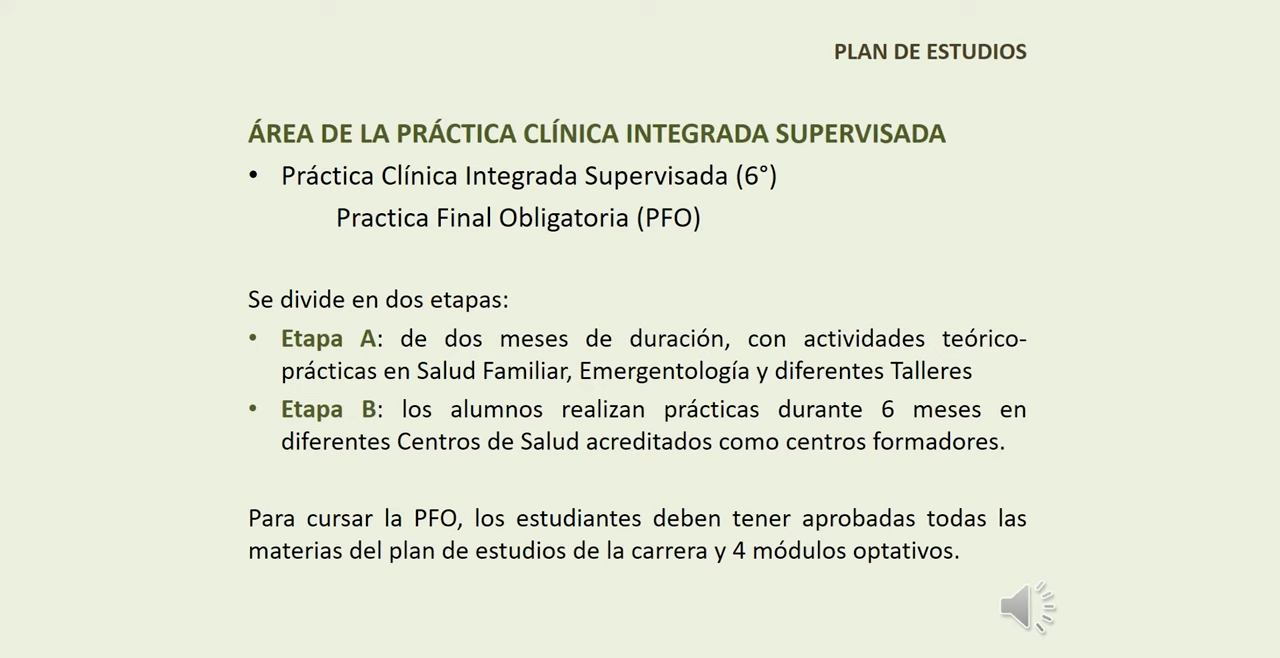 PLAN DE ESTUDIOS
ÁREA DE LA PRÁCTICA CLÍNICA INTEGRADA SUPERVISADA
• Práctica Clínica Integrada Supervisada (6°)
Practica Final Obligatoria (PFO)
Se divide en dos etapas:
• Etapa A: de dos meses de duración, con actividades teórico-
prácticas en Salud Familiar, Emergentología y diferentes Talleres
• Etapa B: los alumnos realizan prácticas durante 6 meses en
diferentes Centros de Salud acreditados como centros formadores.
Para cursar la PFO, los estudiantes deben tener aprobadas todas las
materias del plan de estudios de la carrera y 4 módulos optativos.